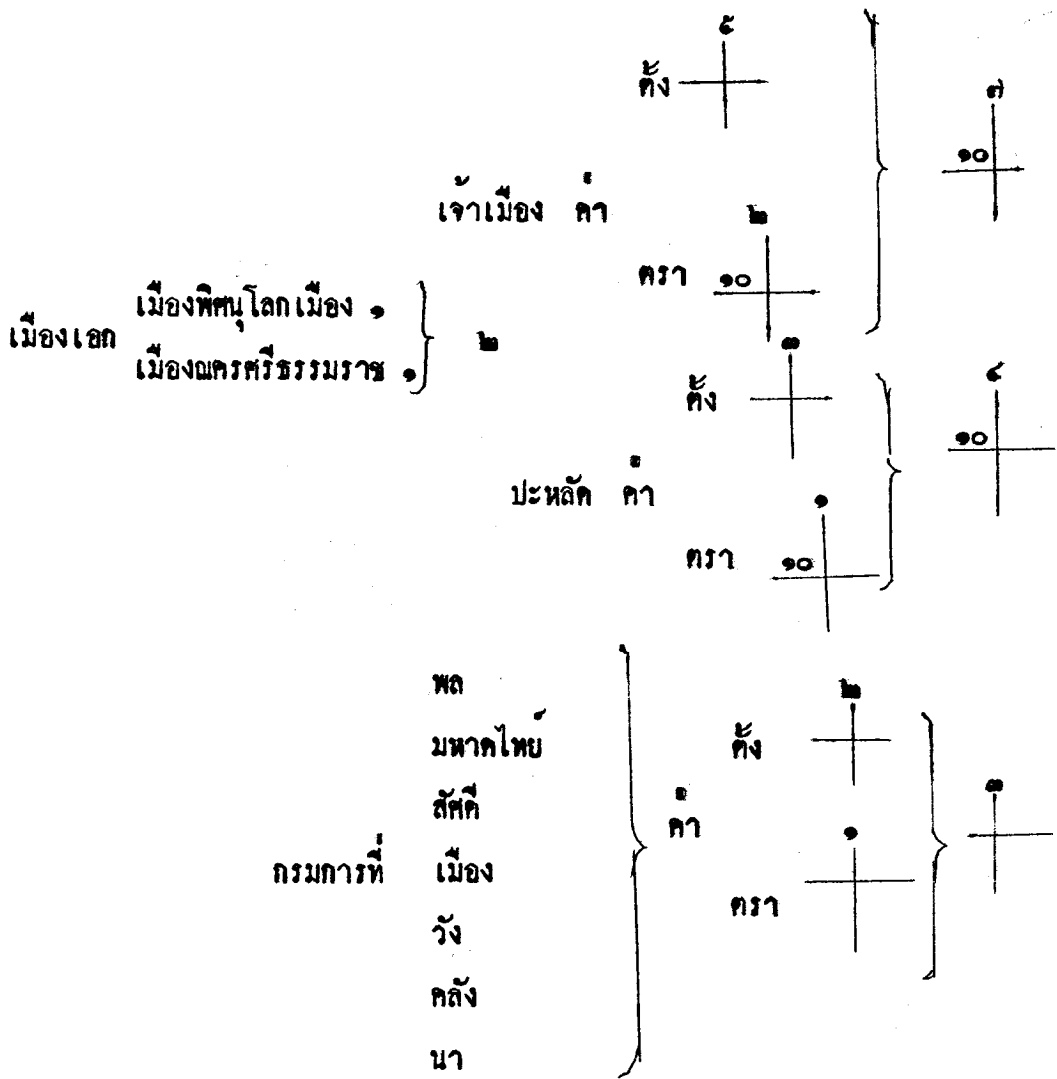 ๕
ตั้ง
๗
๑๐
เจ้าเมือง ค่า
๒
ตรา ๑๐
เมืองพิศนุโลกเมือง ๑
เมืองเอก ๒
เมืองณครศรีธรรมราช ๑
๓
ตั้ง
๔
๑๐
ปะหลัด ค่า
๑
ตรา ๑๐
พล
๒
มหาดไทย์ ตั้ง
สัศดี
ค่า
๓
๑
กรมการที่ เมือง
ตรา
วัง
คลัง
นา